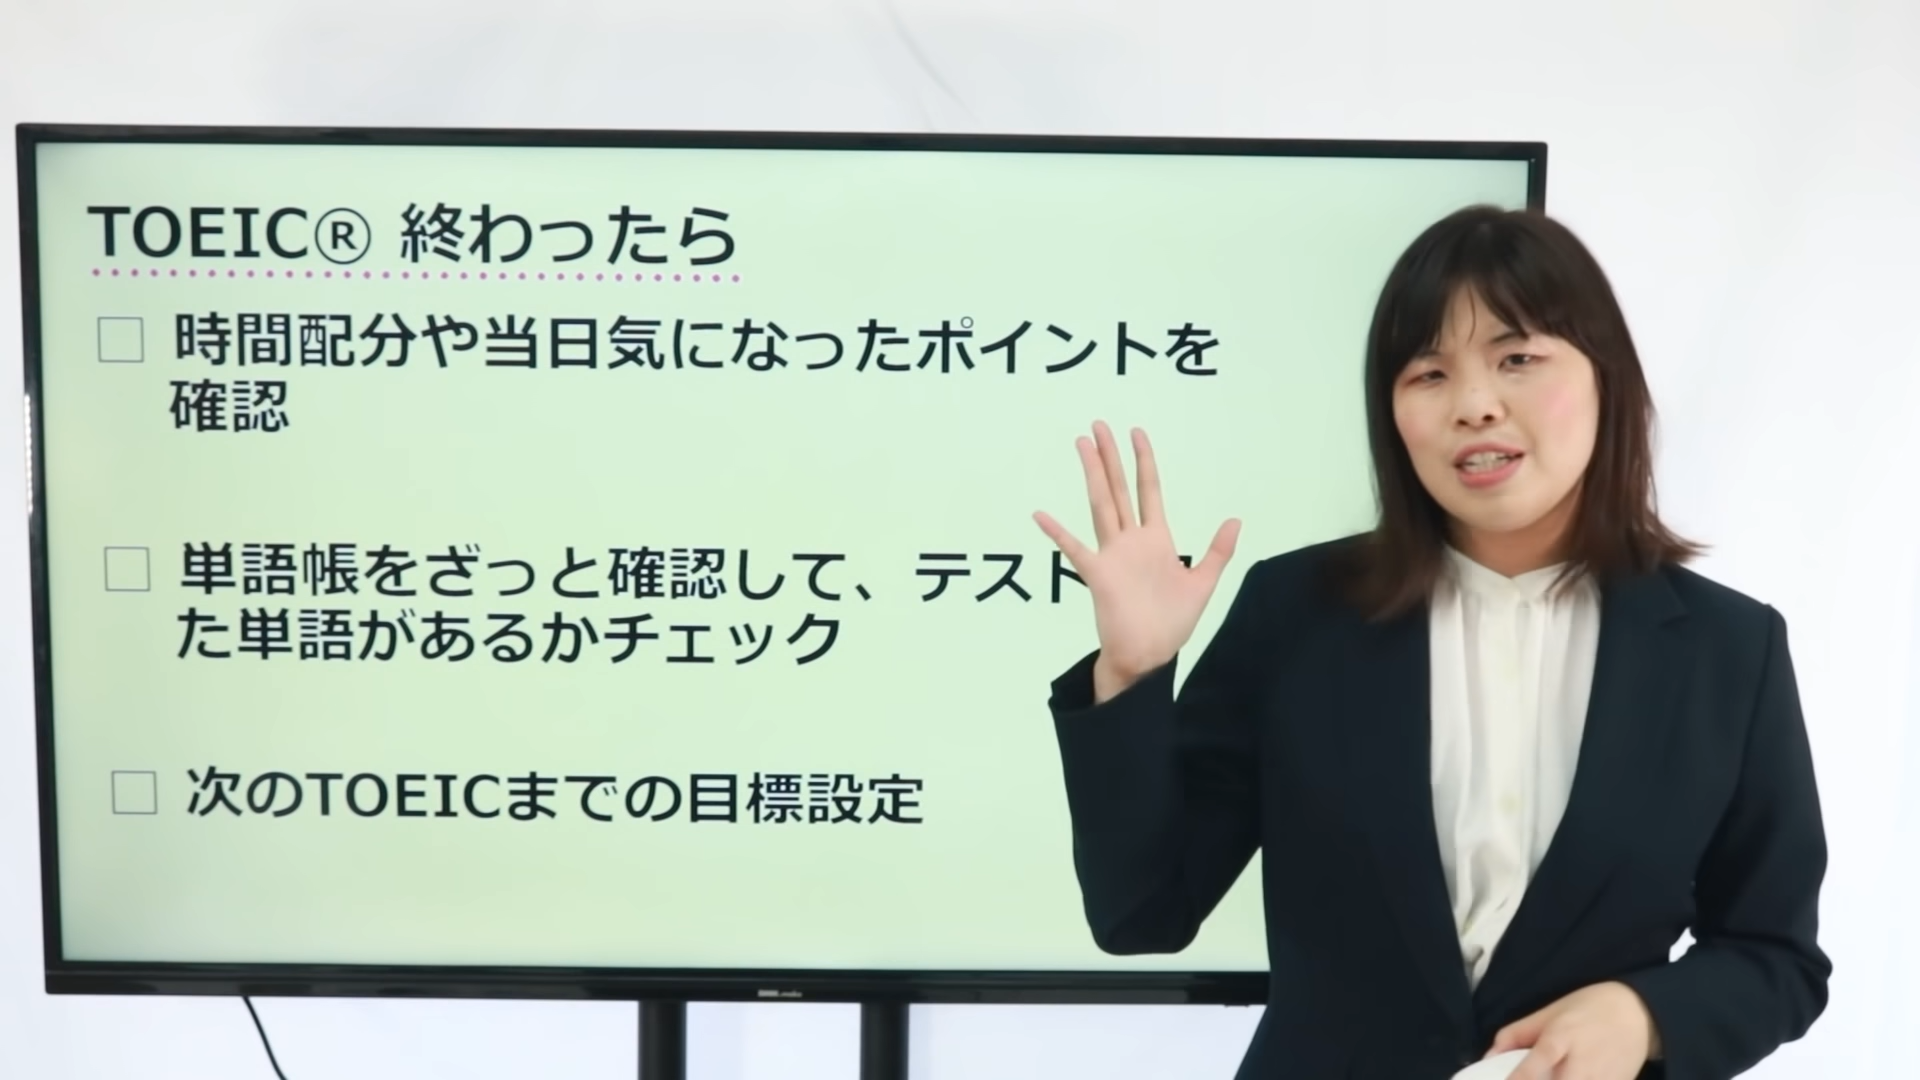 TOEIC® 終わったら
□ 時間配分や当日気になったポイントを
確認
□ 単語帳をざっと確認して、テスト
た単語があるかチェック
□ 次のTOEICまでの目標設定